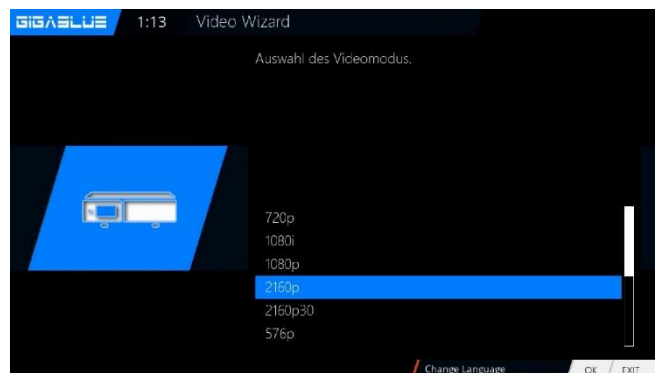 GIGABLUE 1:13 Video Wizard
Auswahl des Videomodus.
720p
1080i
1080p
2160p
2160p30
576p
Change Language OK EXIT